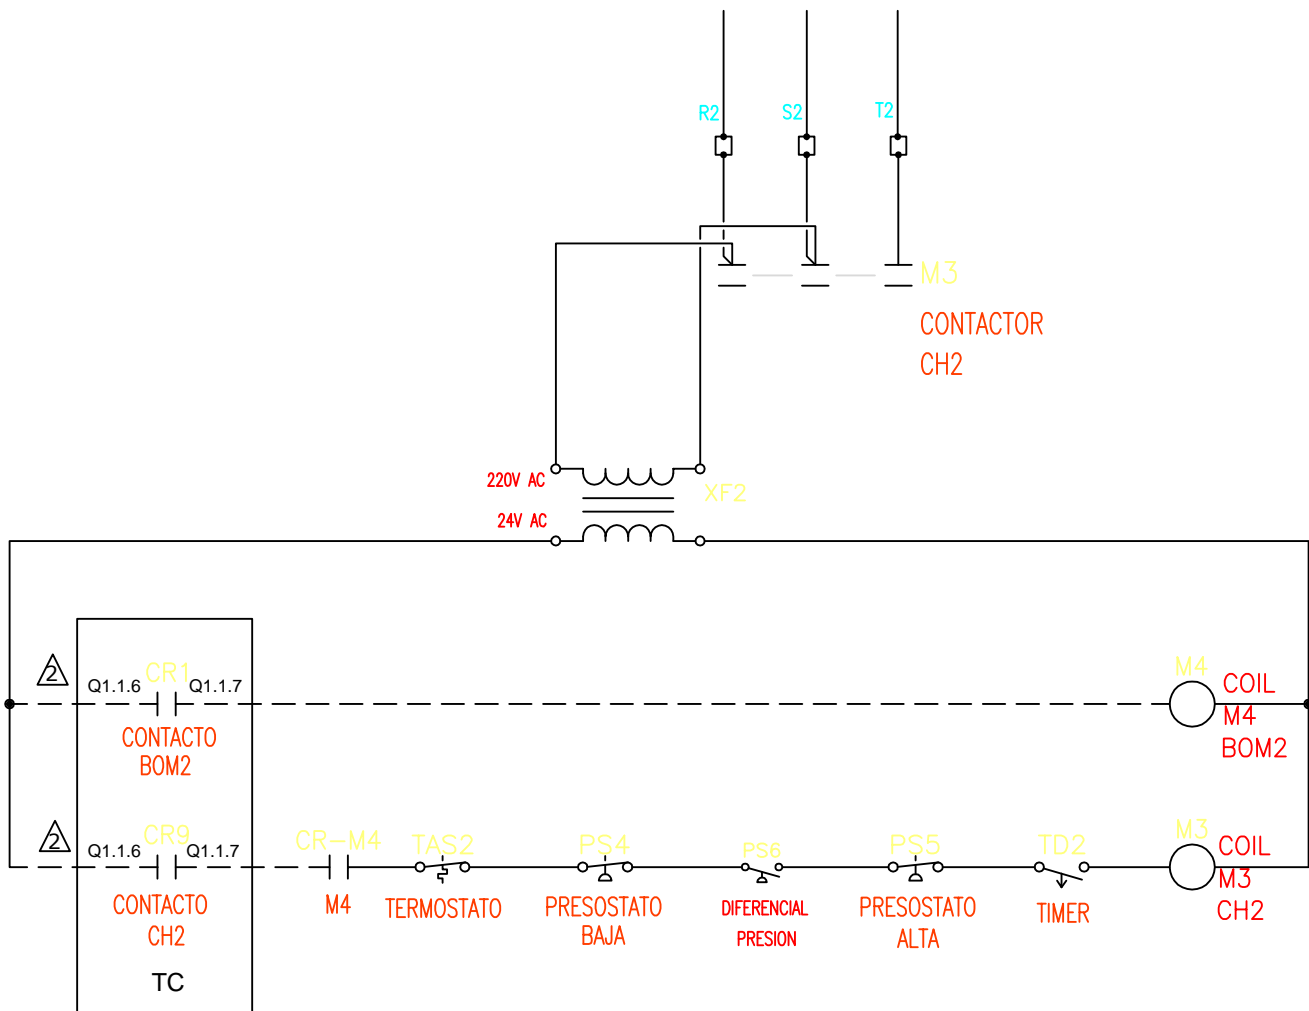 R2
S2
T2
M3
CONTACTOR
CH2
220V AC
XF2
24V AC
2
Q1.1.6
CR1
Q1.1.7
CONTACTO
BOM2
M4
COIL
M4
BOM2
2
Q1.1.6
CR9
Q1.1.7
CONTACTO
CH2
TC
CR-M4
M4
TAS2
TERMOSTATO
PS4
PRESOSTATO
BAJA
PS6
DIFERENCIAL
PRESION
PS5
PRESOSTATO
ALTA
TD2
TIMER
M3
COIL
M3
CH2